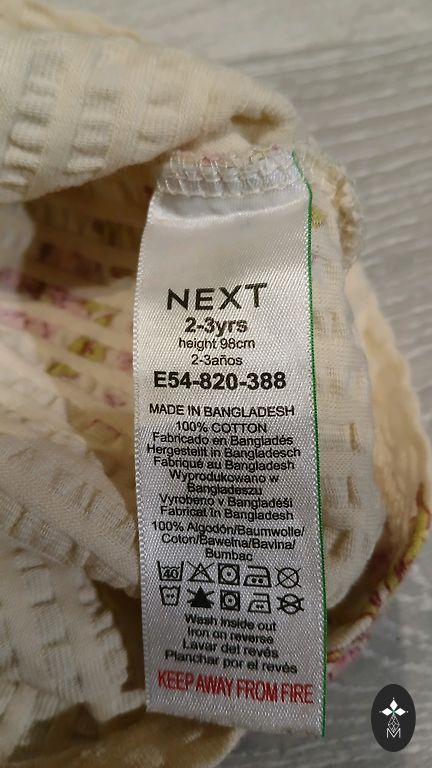 NEXT
2-3yrs
height 98cm
2-3años
E54-820-388
MADE IN BANGLADESH
100% COTTON
Fabricado en Bangladés
Hergestellt in Bangladesch
Fabriqué au Bangladesh
Wyprodukowano w
Bangladeszu
Vyrobeno v Bangladéši
Fabricat în Bangladesh
100% Algodón/Baumwolle/
Coton/Bawełna/Bavlna/
Bumbac
40
Wash inside out
Iron on reverse
Lavar del revés
Planchar por el revés
KEEP AWAY FROM FIRE
M